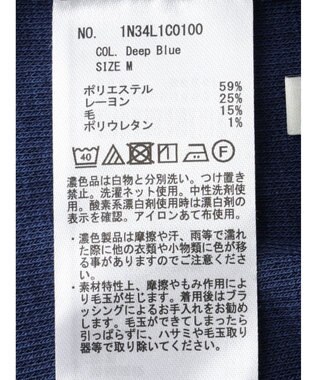 NO. 1N34L1C0100
COL. Deep Blue
SIZE M
ポリエステル 59%
レーヨン 25%
毛 15%
ポリウレタン 1%
40 F
濃色品は白物と分別洗い。つけ置き
禁止。洗濯ネット使用。中性洗剤使
用。酸素系漂白剤使用時は漂白剤の
表示を確認。アイロンあて布使用。
・濃色製品は摩擦や汗、雨等で濡れ
た際に他の衣類や小物類に色が移
る事がありますのでご注意下さい。
・素材特性上、摩擦やもみ作用によ
り毛玉が生じます。着用後はブラ
ッシングによるお手入れをお勧め
します。毛玉ができてしまったら
引っぱらずに、ハサミや毛玉取り
器等で取り除いてください。